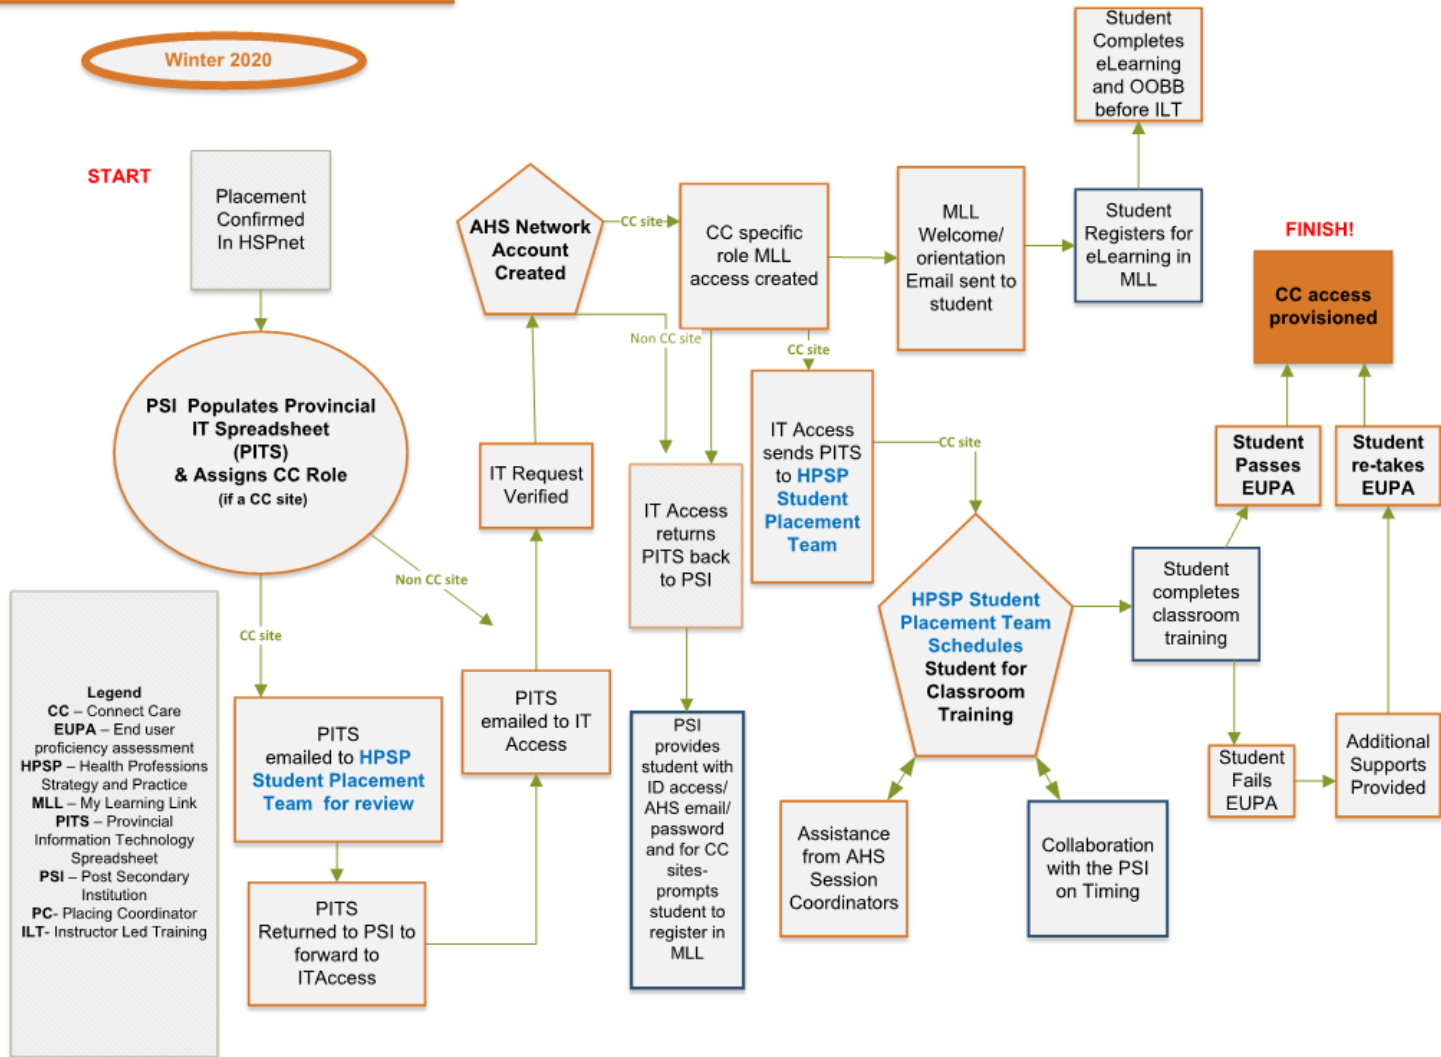 Winter 2020
START
Placement
Confirmed
In HSPnet
PSI  Populates Provincial
IT Spreadsheet
(PITS)
& Assigns CC Role
(if a CC site)
CC site
Non CC site
PITS
emailed to HPSP
Student Placement
Team  for review
PITS
Returned to PSI to
forward to
ITAccess
PITS
emailed to IT
Access
IT Request
Verified
AHS Network
Account
Created
CC site
Non CC site
CC specific
role MLL
access created
CC site
MLL
Welcome/
orientation
Email sent to
student
Student
Registers for
eLearning in
MLL
Student
Completes
eLearning
and OOBB
before ILT
IT Access
returns
PITS back
to PSI
PSI
provides
student with
ID access/
AHS email/
password
and for CC
sites-
prompts
student to
register in
MLL
IT Access
sends PITS
to HPSP
Student
Placement
Team
CC site
HPSP Student
Placement Team
Schedules
Student for
Classroom
Training
Assistance
from AHS
Session
Coordinators
Collaboration
with the PSI
on Timing
Student
completes
classroom
training
Student
Passes
EUPA
Student
Fails
EUPA
Additional
Supports
Provided
Student
re-takes
EUPA
FINISH!
CC access
provisioned
Legend
CC – Connect Care
EUPA – End user
proficiency assessment
HPSP – Health Professions
Strategy and Practice
MLL – My Learning Link
PITS – Provincial
Information Technology
Spreadsheet
PSI – Post Secondary
Institution
PC- Placing Coordinator
ILT- Instructor Led Training